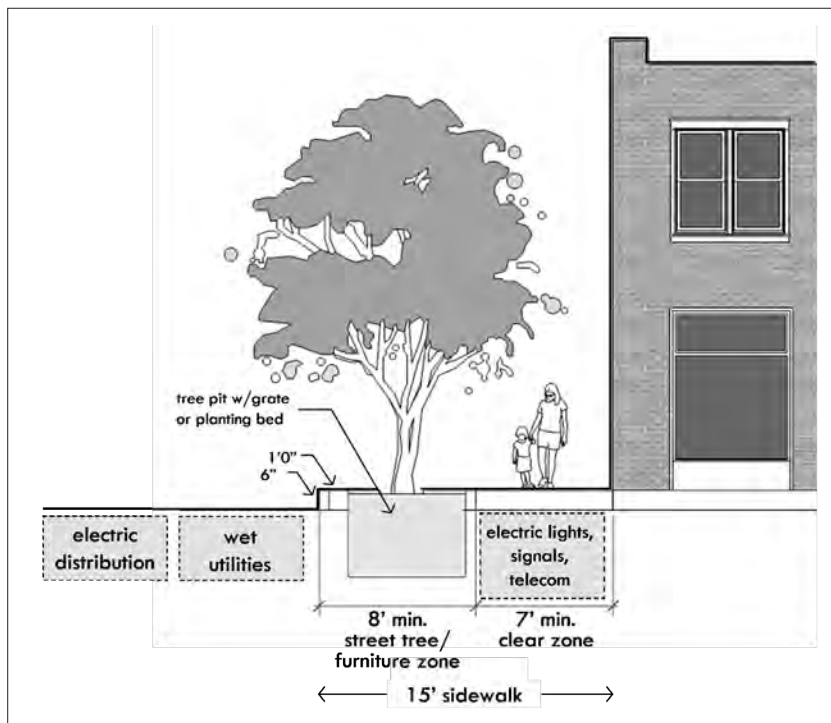 tree pit w/grate
or planting bed
1'0"
6"
electric
distribution
wet
utilities
electric lights,
signals,
telecom
8' min.
street tree/
furniture zone
7' min.
clear zone
15' sidewalk